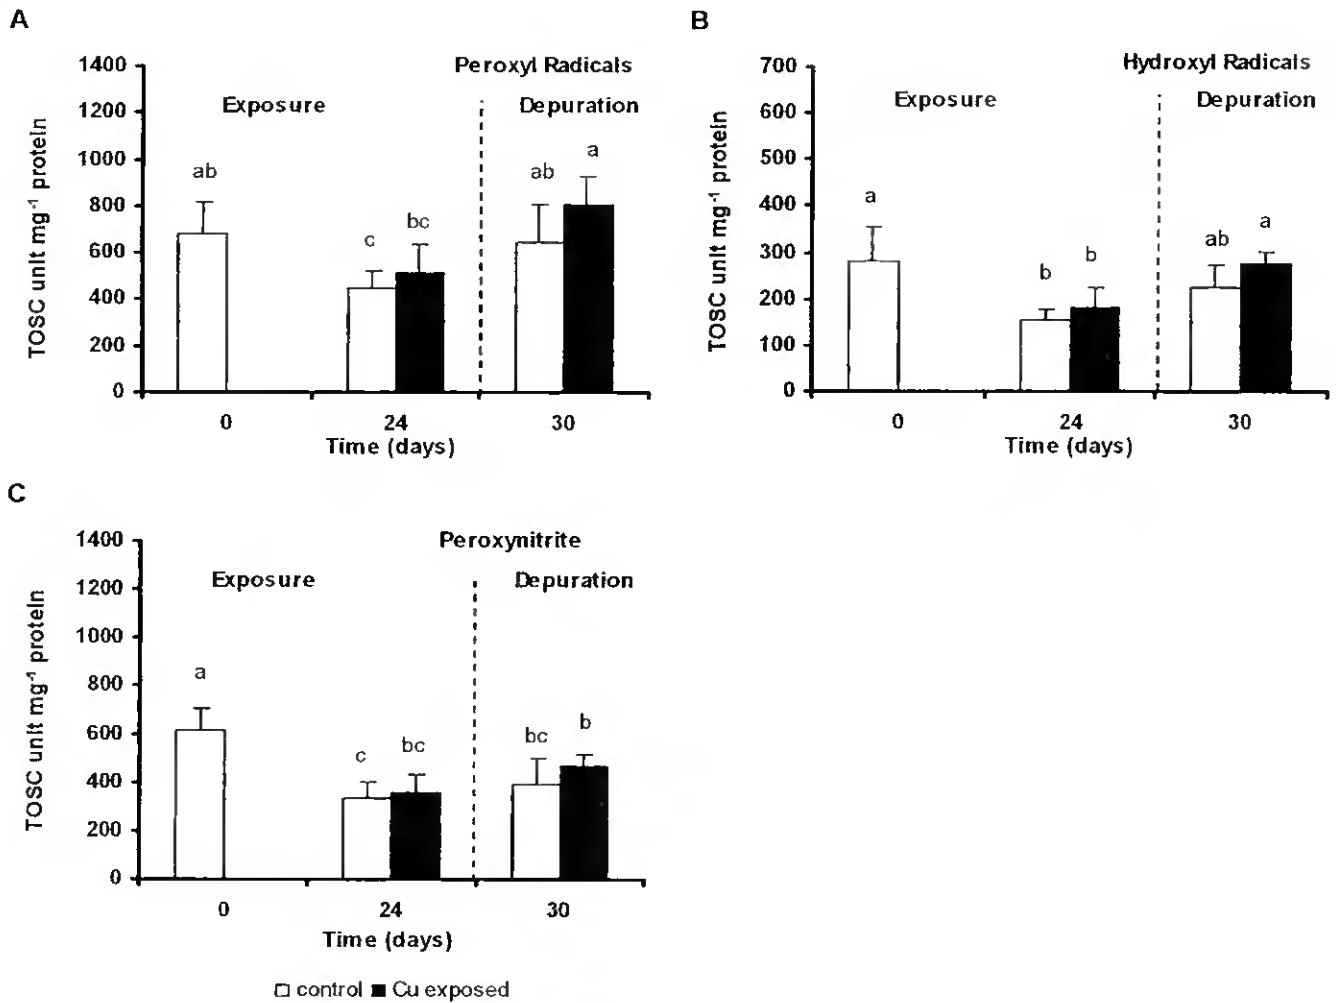 A
Peroxyl Radicals
Exposure
Depuration
TOSC unit mg⁻¹ protein
1400
1200
1000
800
600
400
200
0
ab
c
bc
ab
a
0
24
30
Time (days)
B
Hydroxyl Radicals
Exposure
Depuration
TOSC unit mg⁻¹ protein
700
600
500
400
300
200
100
0
a
b
b
ab
a
0
24
30
Time (days)
C
Peroxynitrite
Exposure
Depuration
TOSC unit mg⁻¹ protein
1400
1200
1000
800
600
400
200
0
a
c
bc
bc
b
0
24
30
Time (days)
control Cu exposed